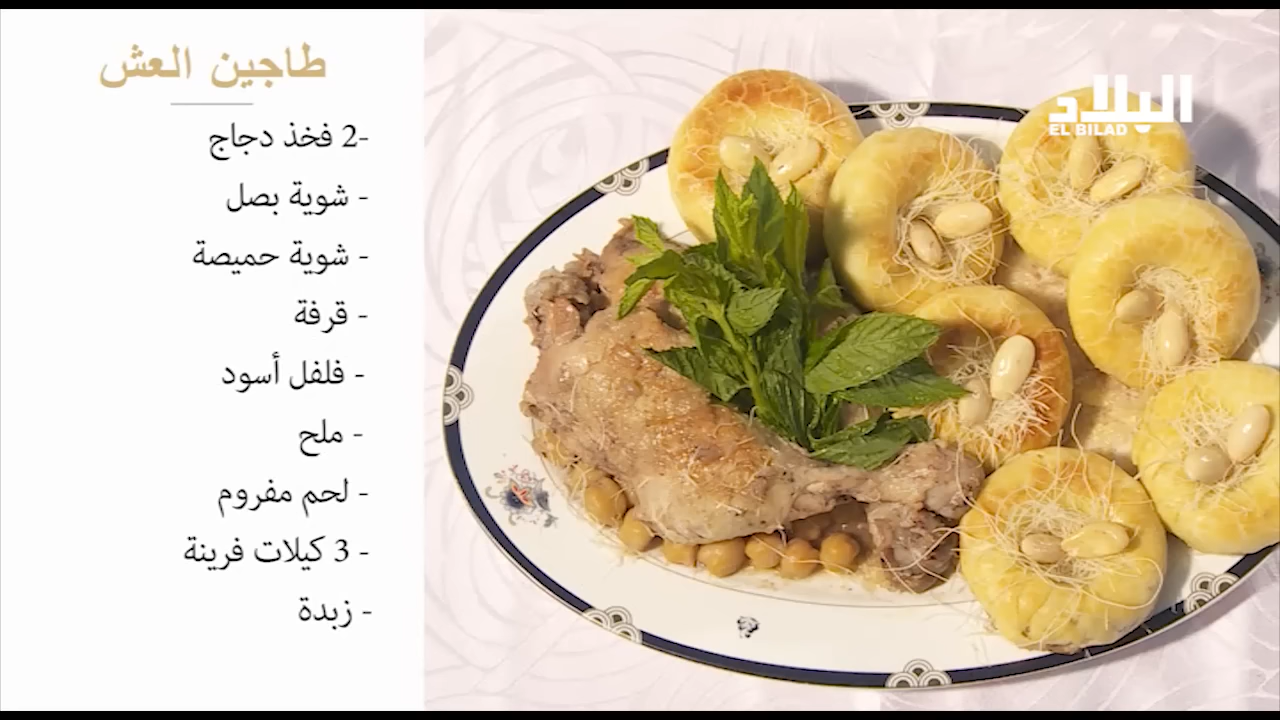 طاجين العش
-2 فخذ دجاج
- شوية بصل
- شوية حميصة
- قرفة
- فلفل أسود
- ملح
- لحم مفروم
- 3 كيلات فرينة
- زبدة
البلاد
EL BILAD